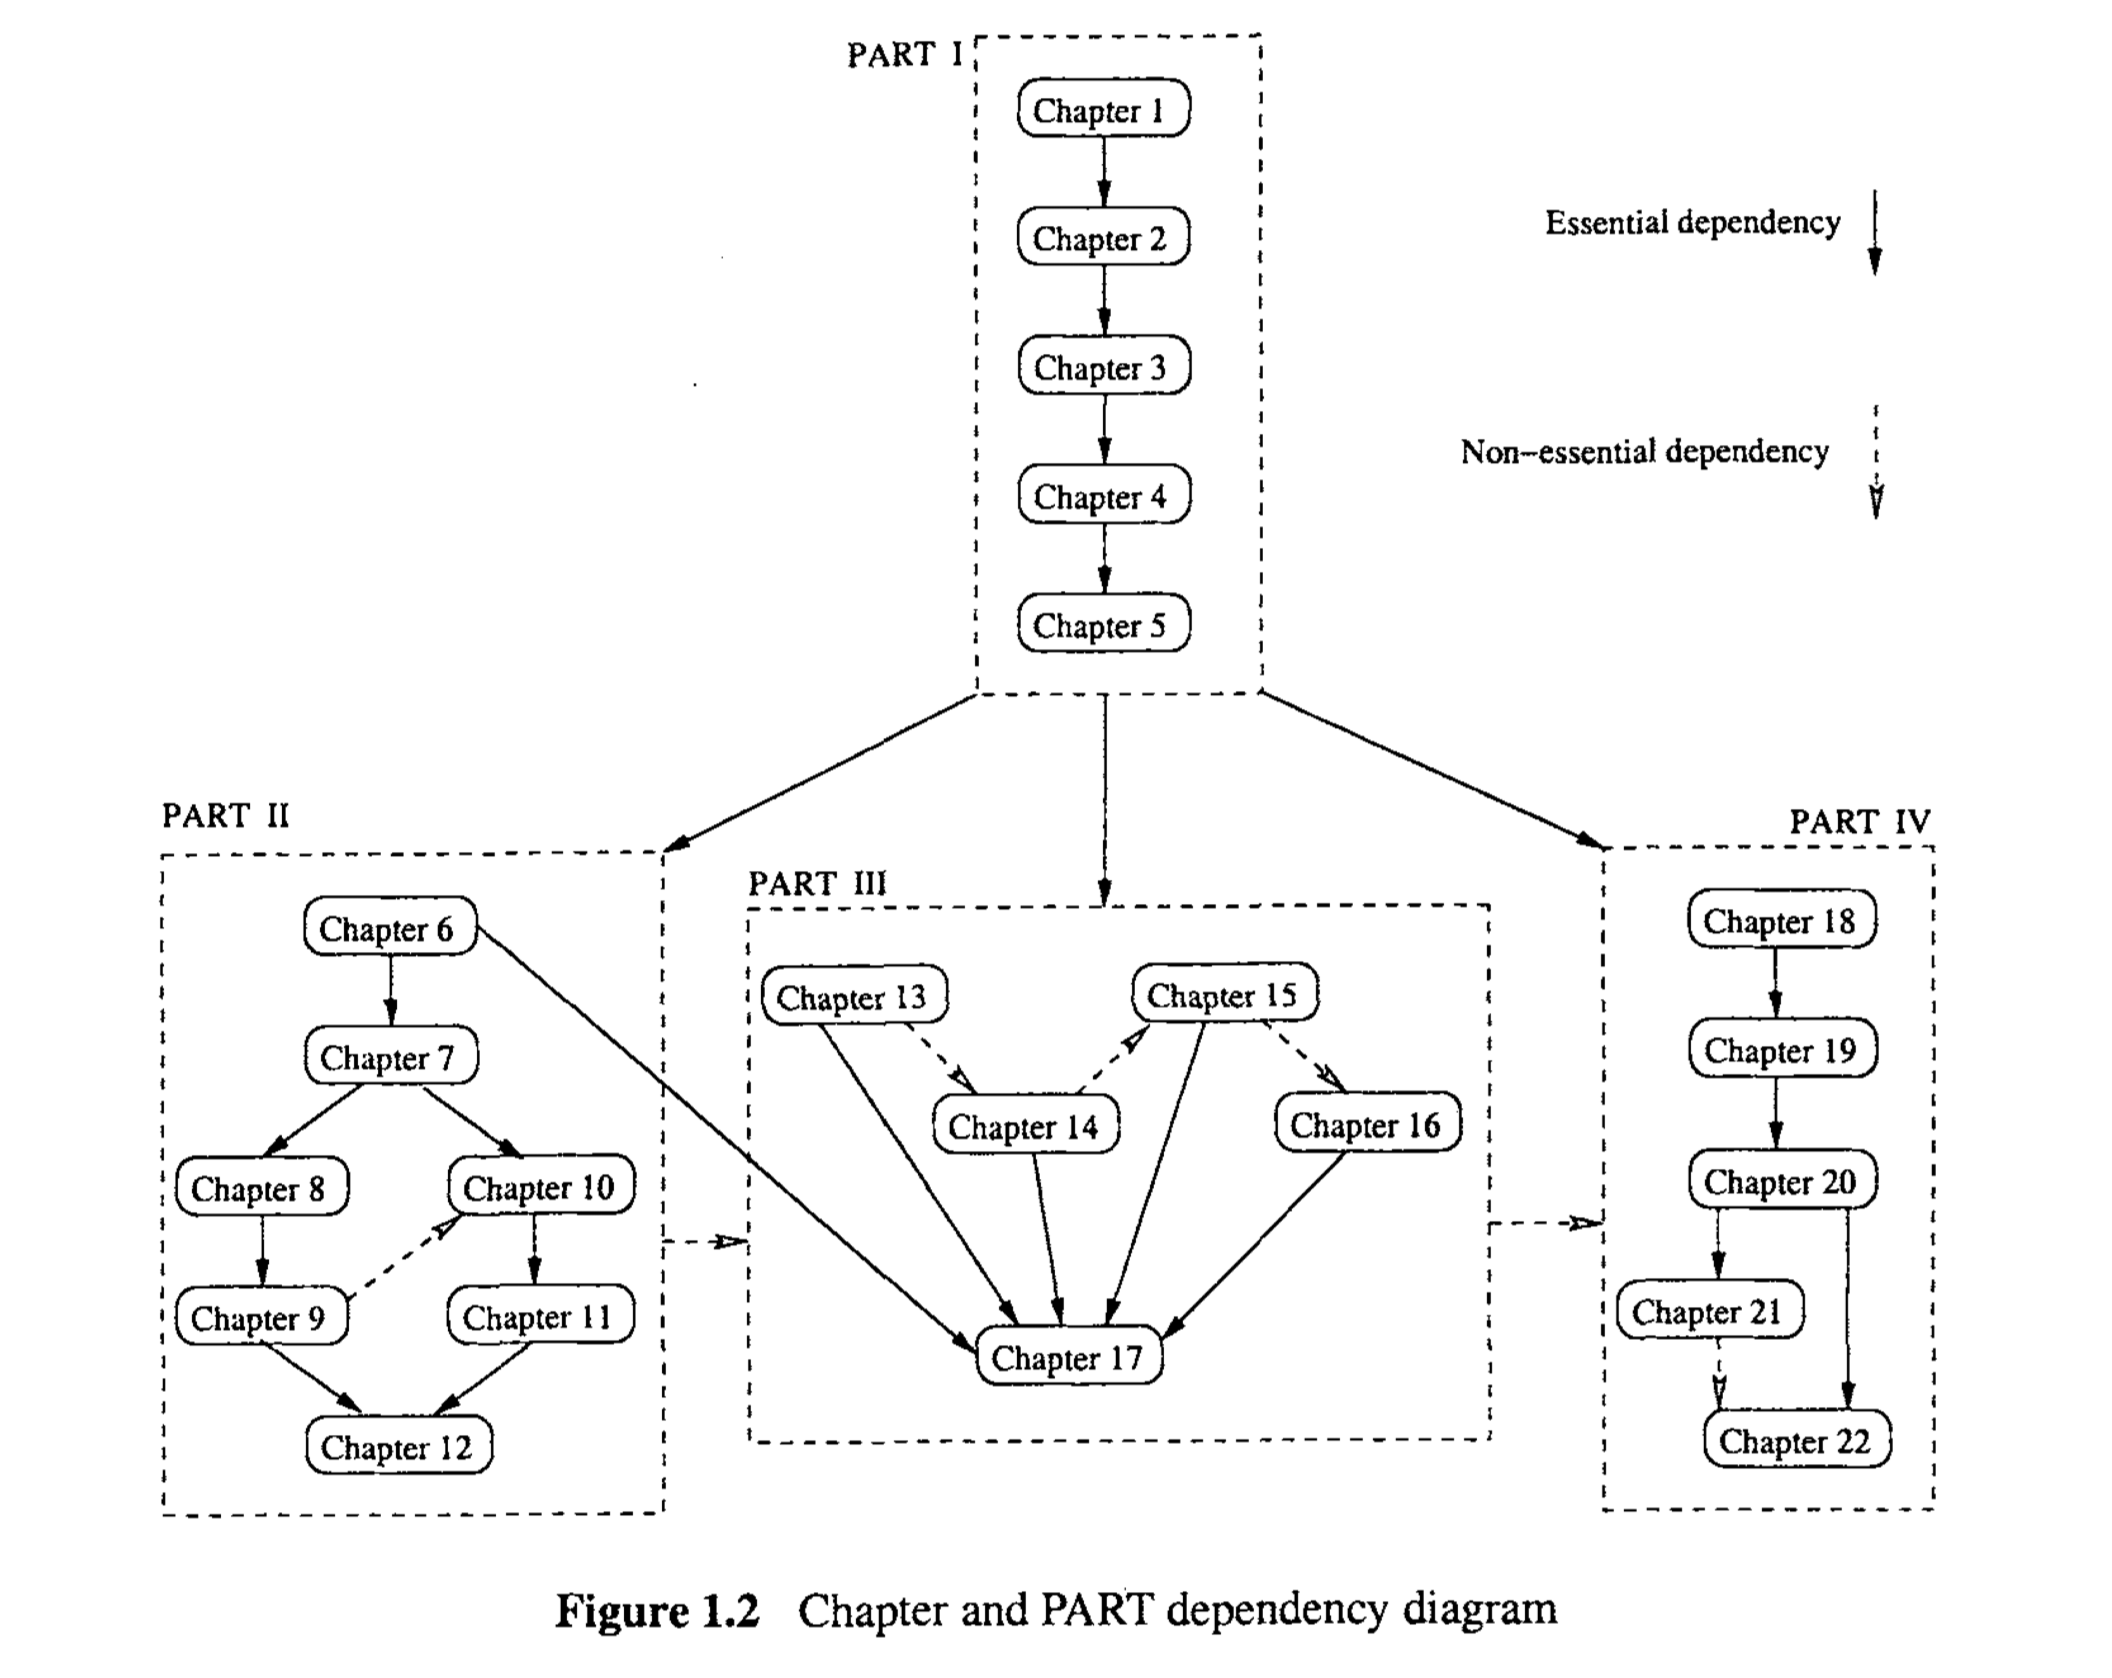 PART I
Chapter 1
Chapter 2
Essential dependency
Chapter 3
Non-essential dependency
Chapter 4
Chapter 5
PART II
Chapter 6
Chapter 7
Chapter 8
Chapter 10
Chapter 9
Chapter 11
Chapter 12
PART III
Chapter 13
Chapter 15
Chapter 14
Chapter 16
Chapter 17
PART IV
Chapter 18
Chapter 19
Chapter 20
Chapter 21
Chapter 22
Figure 1.2 Chapter and PART dependency diagram